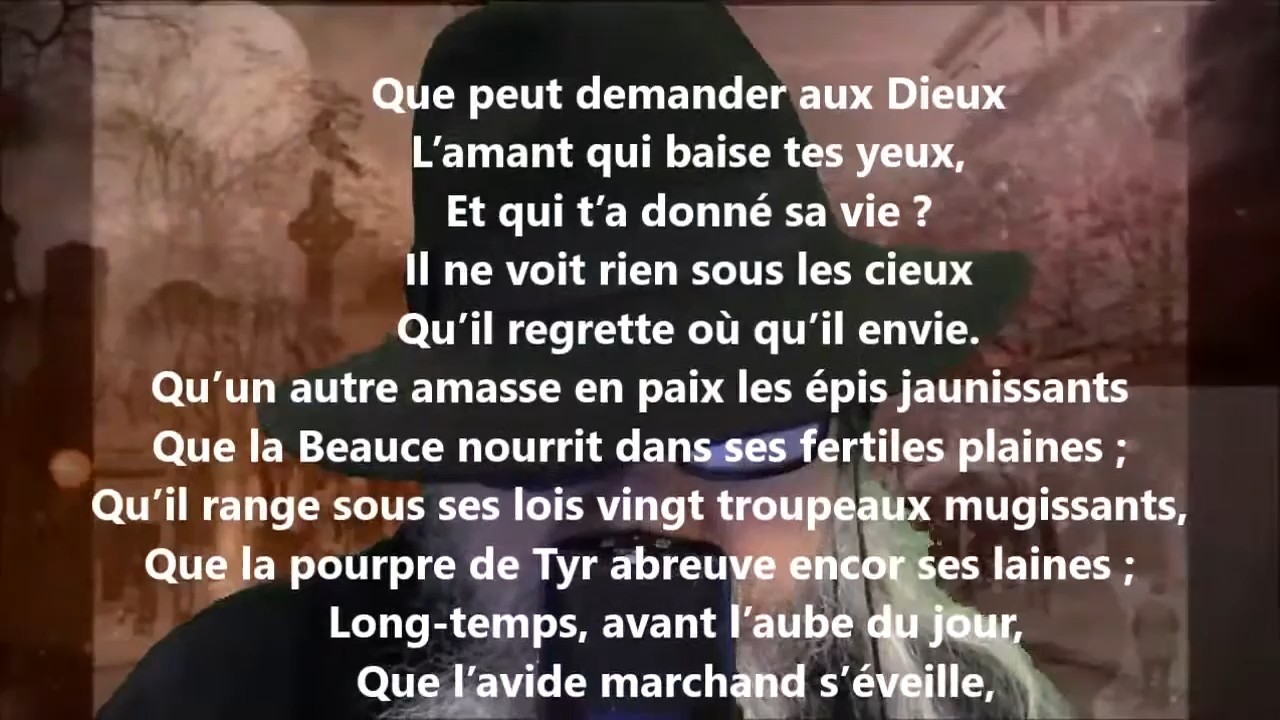 Que peut demander aux Dieux
L’amant qui baise tes yeux,
Et qui t’a donné sa vie ?
Il ne voit rien sous les cieux
Qu’il regrette où qu’il envie.
Qu’un autre amasse en paix les épis jaunissants
Que la Beauce nourrit dans ses fertiles plaines ;
Qu’il range sous ses lois vingt troupeaux mugissants,
Que la pourpre de Tyr abreuve encor ses laines ;
Long-temps, avant l’aube du jour,
Que l’avide marchand s’éveille,